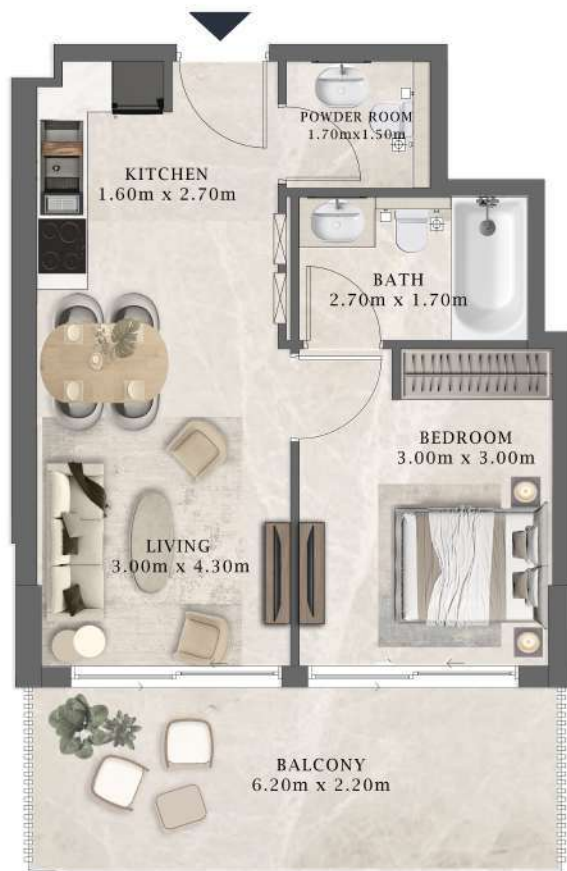 POWDER ROOM
1.70mx1.50m
KITCHEN
1.60m x 2.70m
BATH
2.70m x 1.70m
BEDROOM
3.00m x 3.00m
LIVING
3.00m x 4.30m
BALCONY
6.20m x 2.20m